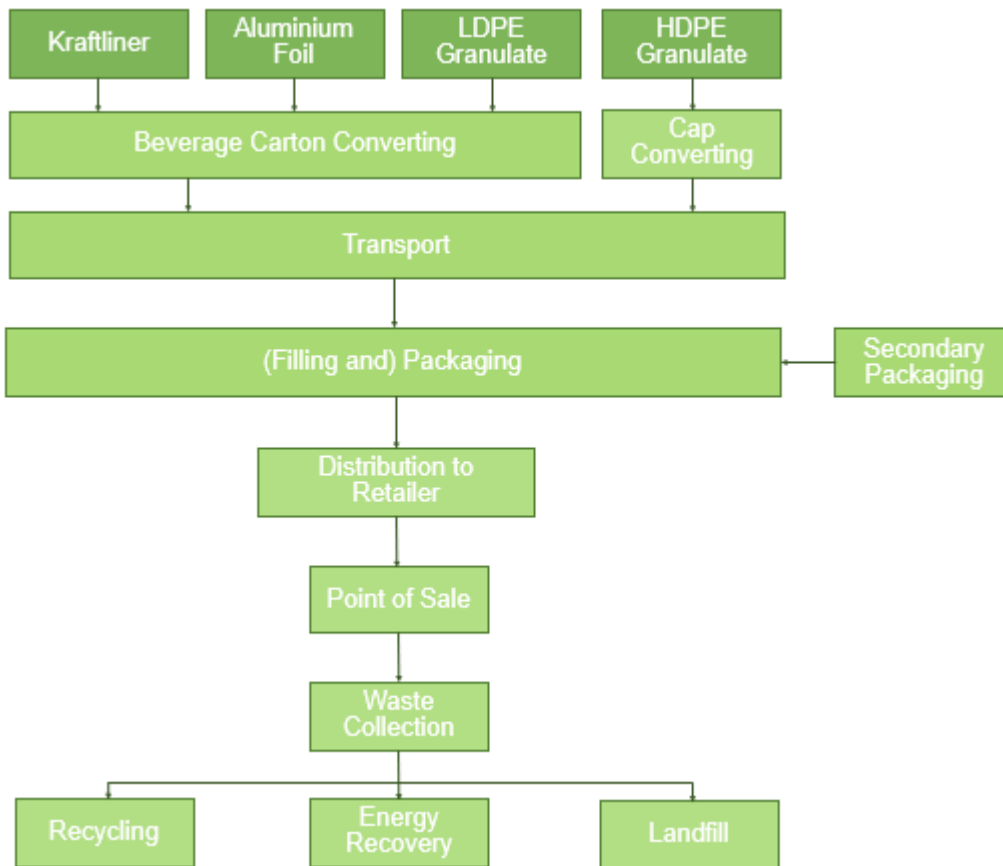 Kraftliner
Aluminium
Foil
LDPE
Granulate
HDPE
Granulate
Beverage Carton Converting
Cap
Converting
Transport
(Filling and) Packaging
Secondary
Packaging
Distribution to
Retailer
Point of Sale
Waste
Collection
Recycling
Energy
Recovery
Landfill